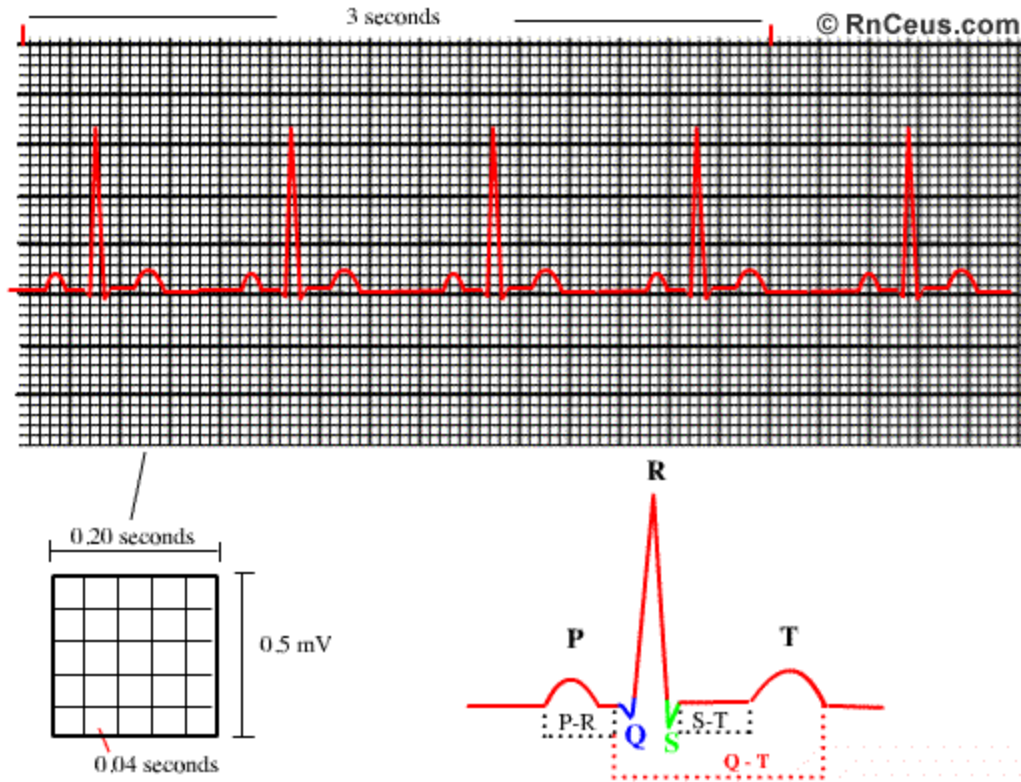 3 seconds
© RnCeus.com
0.20 seconds
0.5 mV
0.04 seconds
R
P
T
P-R
Q
S
S-T
Q - T